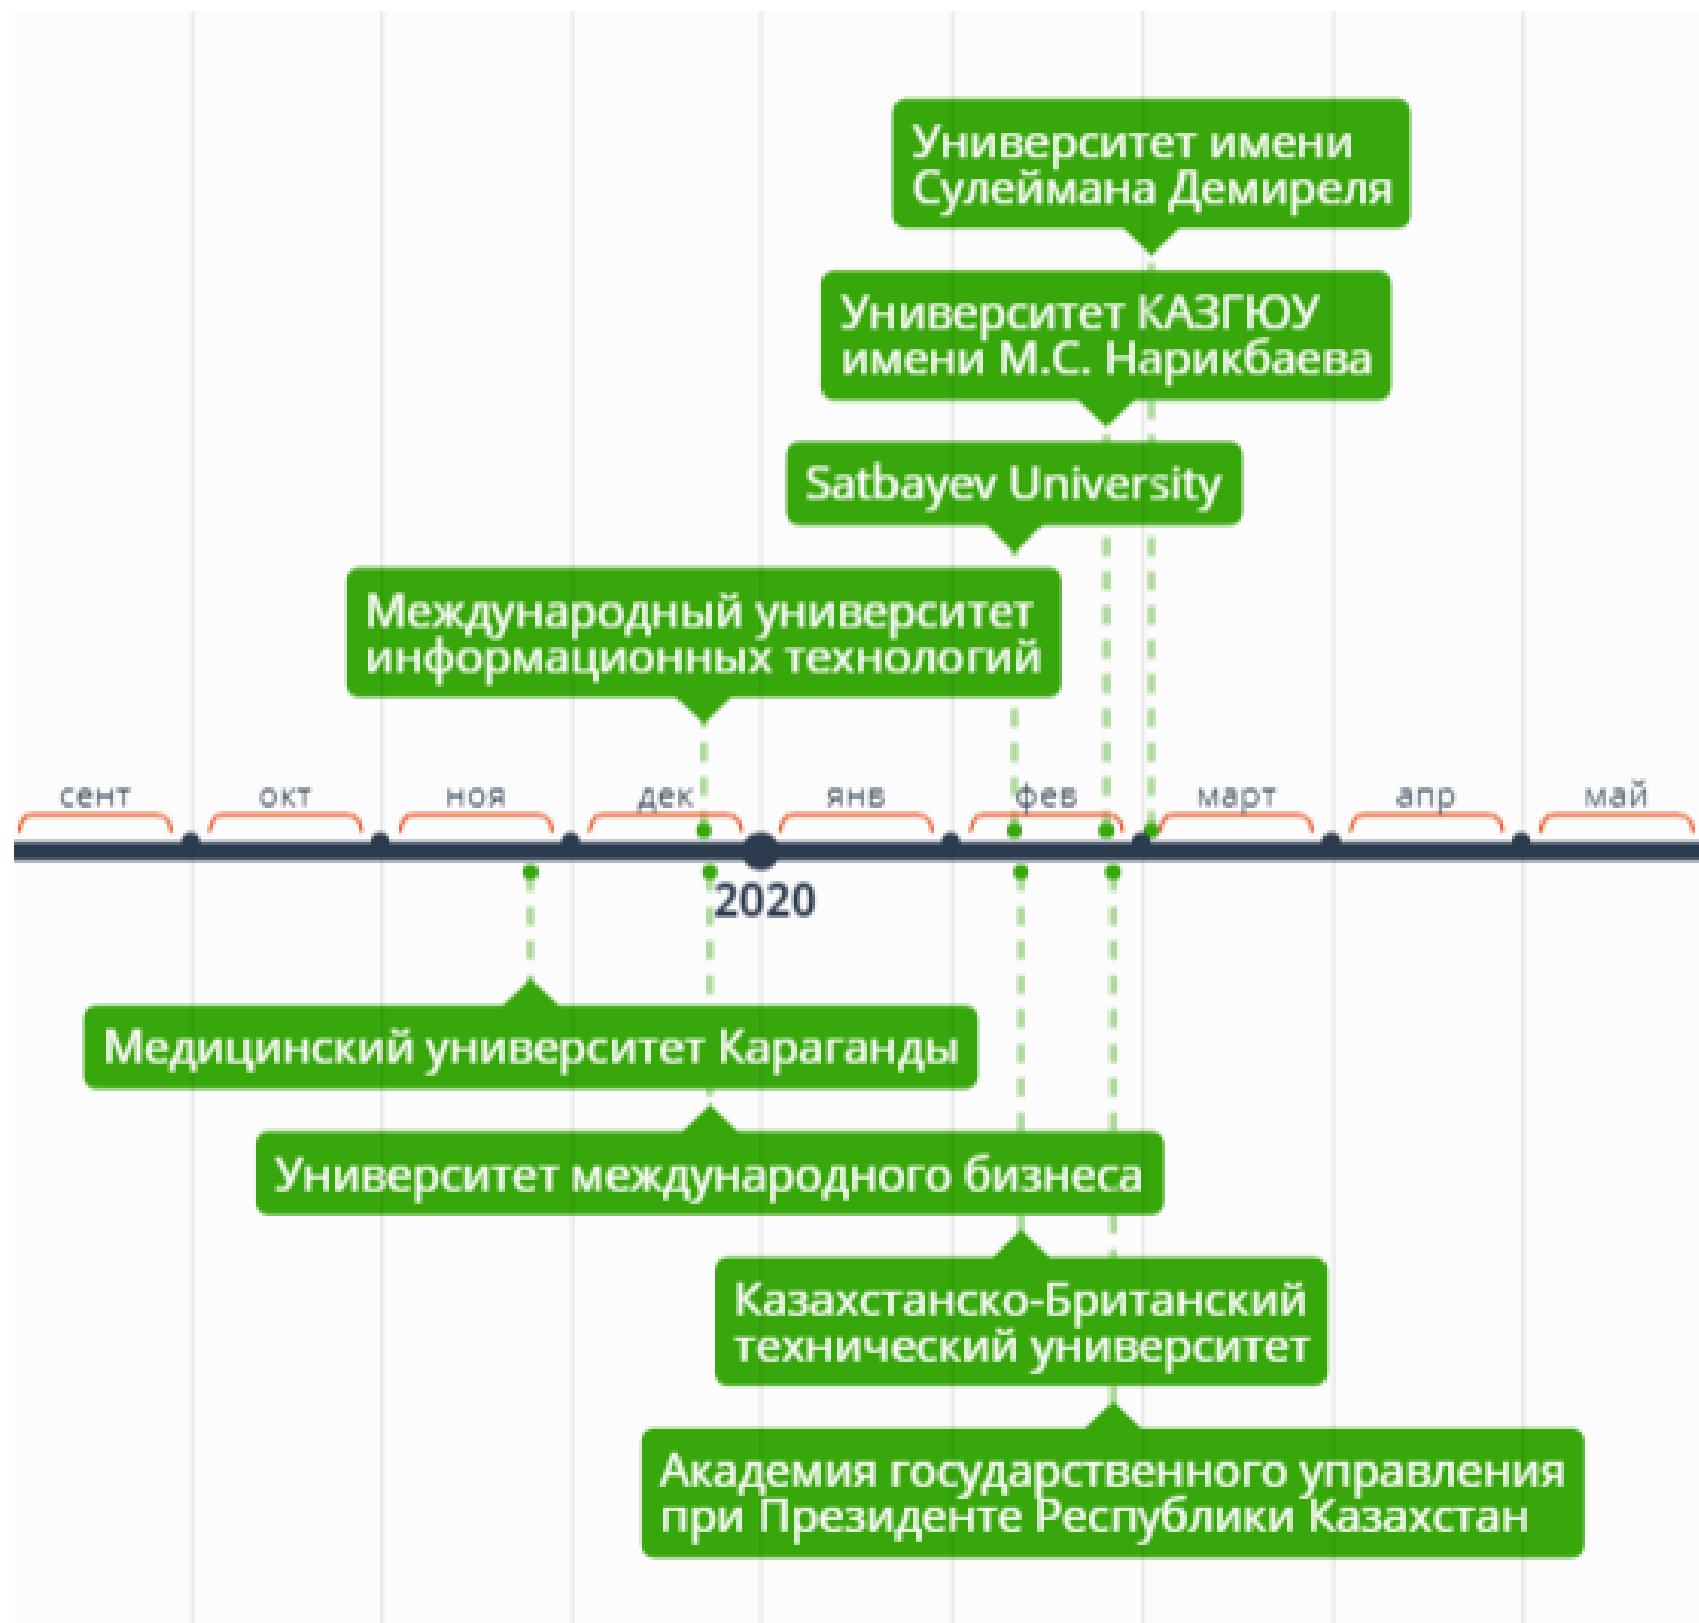 Университет имени
Сулеймана Демиреля
Университет КАЗГЮУ
имени М.С. Нарикбаева
Satbayev University
Международный университет
информационных технологий
сент
окт
ноя
дек
янв
фев
март
апр
май
2020
Медицинский университет Караганды
Университет международного бизнеса
Казахстанско-Британский
технический университет
Академия государственного управления
при Президенте Республики Казахстан